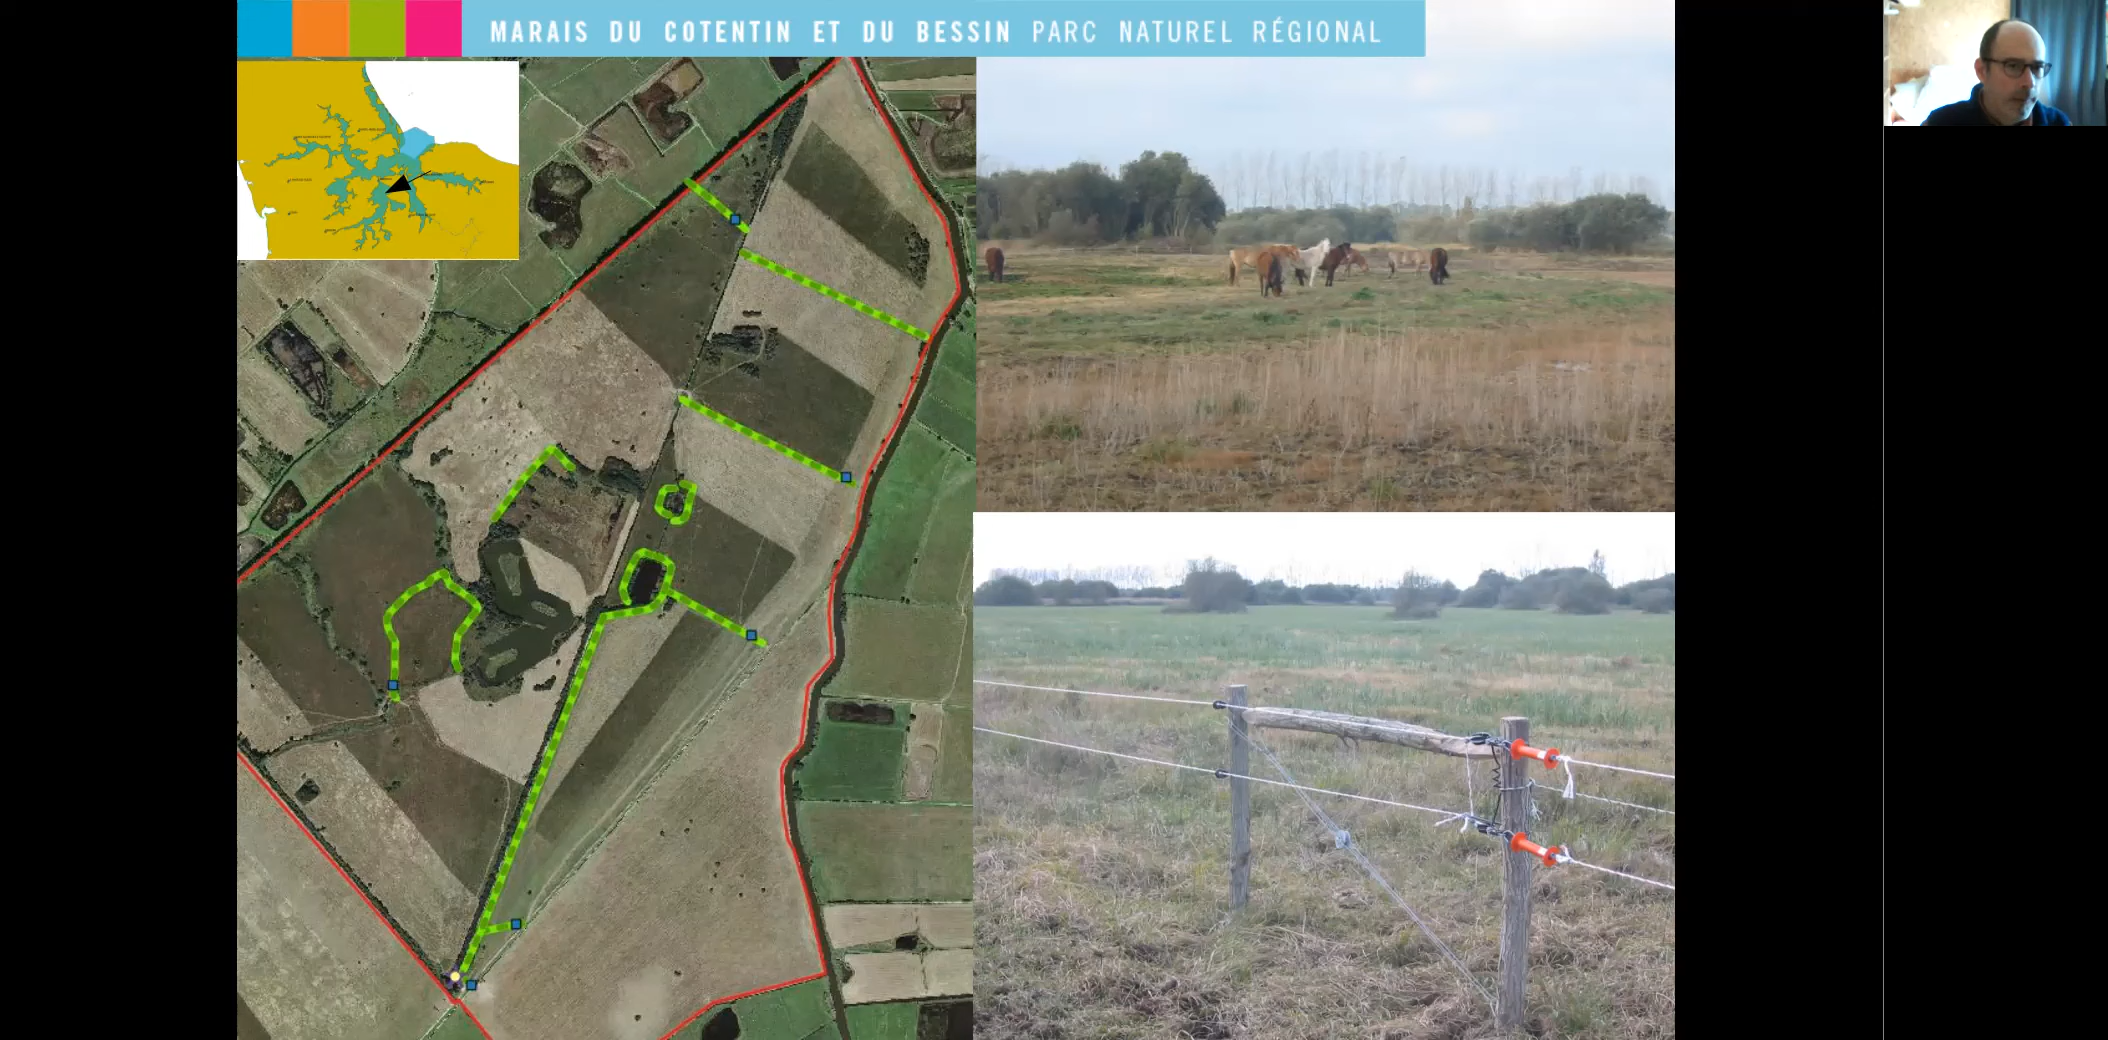 MARAIS DU COTENTIN ET DU BESSIN PARC NATUREL RÉGIONAL